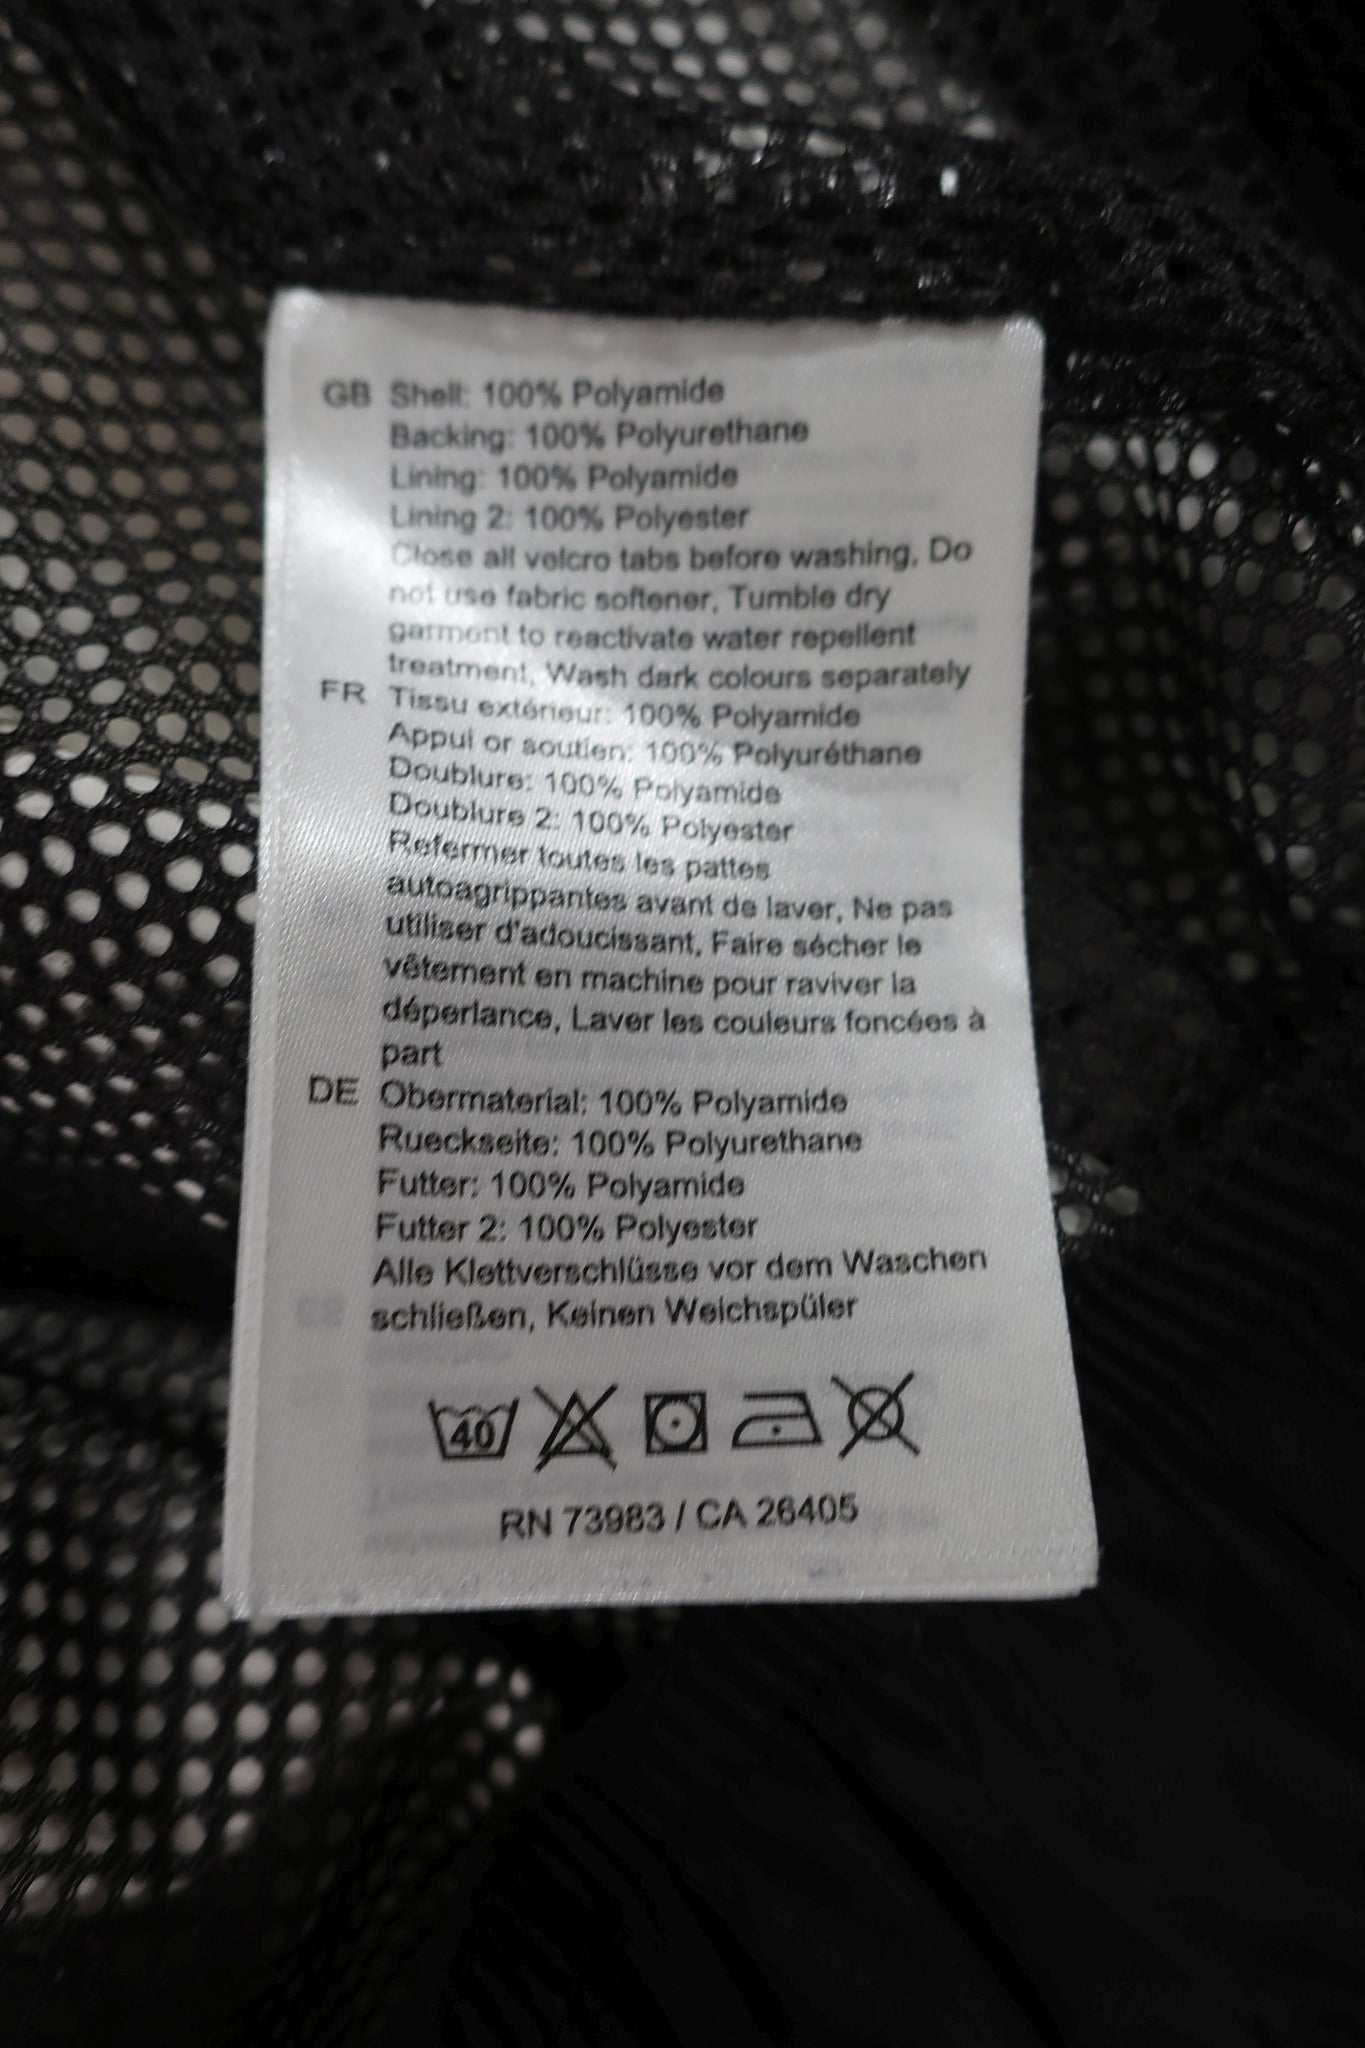 GB Shell: 100% Polyamide
Backing: 100% Polyurethane
Lining: 100% Polyamide
Lining 2: 100% Polyester
Close all velcro tabs before washing, Do
not use fabric softener, Tumble dry
garment to reactivate water repellent
treatment, Wash dark colours separately
FR Tissu extérieur: 100% Polyamide
Appui or soutien: 100% Polyuréthane
Doublure: 100% Polyamide
Doublure 2: 100% Polyester
Refermer toutes les pattes
autoagrippantes avant de laver, Ne pas
utiliser d'adoucissant, Faire sécher le
vêtement en machine pour raviver la
déperlance, Laver les couleurs foncées à
part
DE Obermaterial: 100% Polyamide
Rueckseite: 100% Polyurethane
Futter: 100% Polyamide
Futter 2: 100% Polyester
Alle Klettverschlüsse vor dem Waschen
schließen, Keinen Weichspüler
40
RN 73983 / CA 26405